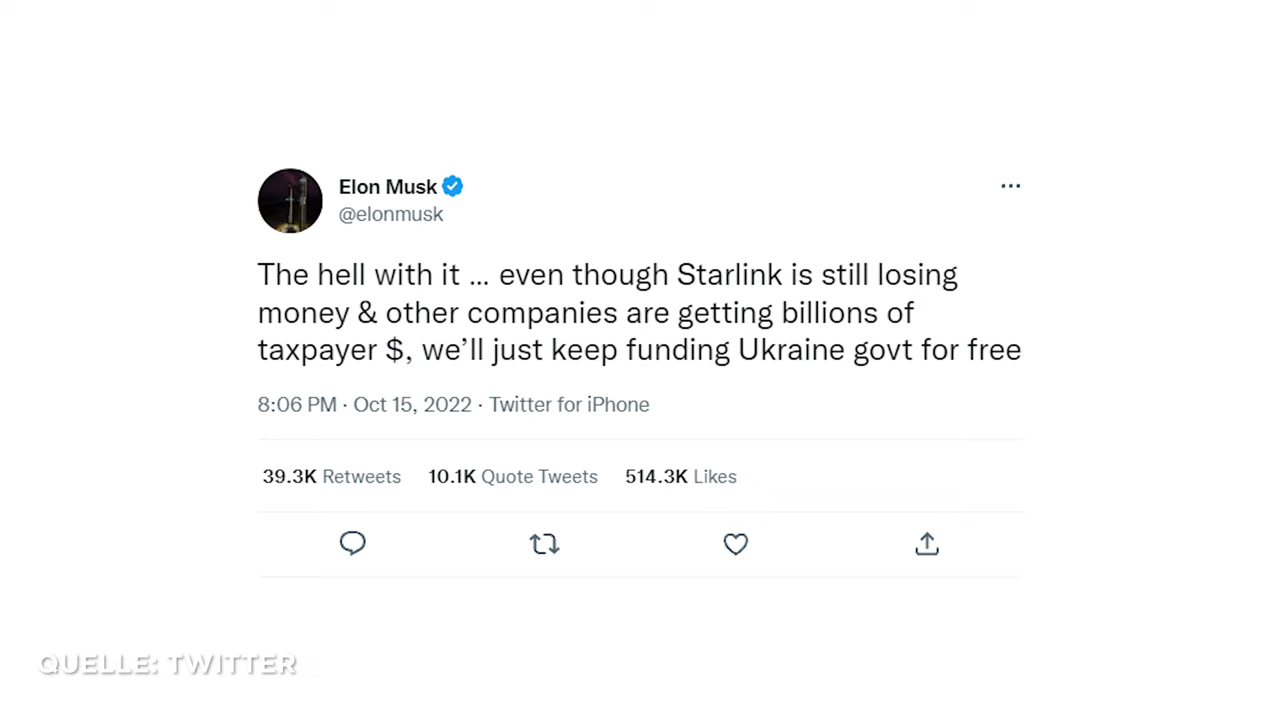 Elon Musk
@elonmusk
The hell with it … even though Starlink is still losing
money & other companies are getting billions of
taxpayer $, we’ll just keep funding Ukraine govt for free
8:06 PM · Oct 15, 2022 · Twitter for iPhone
39.3K Retweets 10.1K Quote Tweets 514.3K Likes
QUELLE: TWITTER